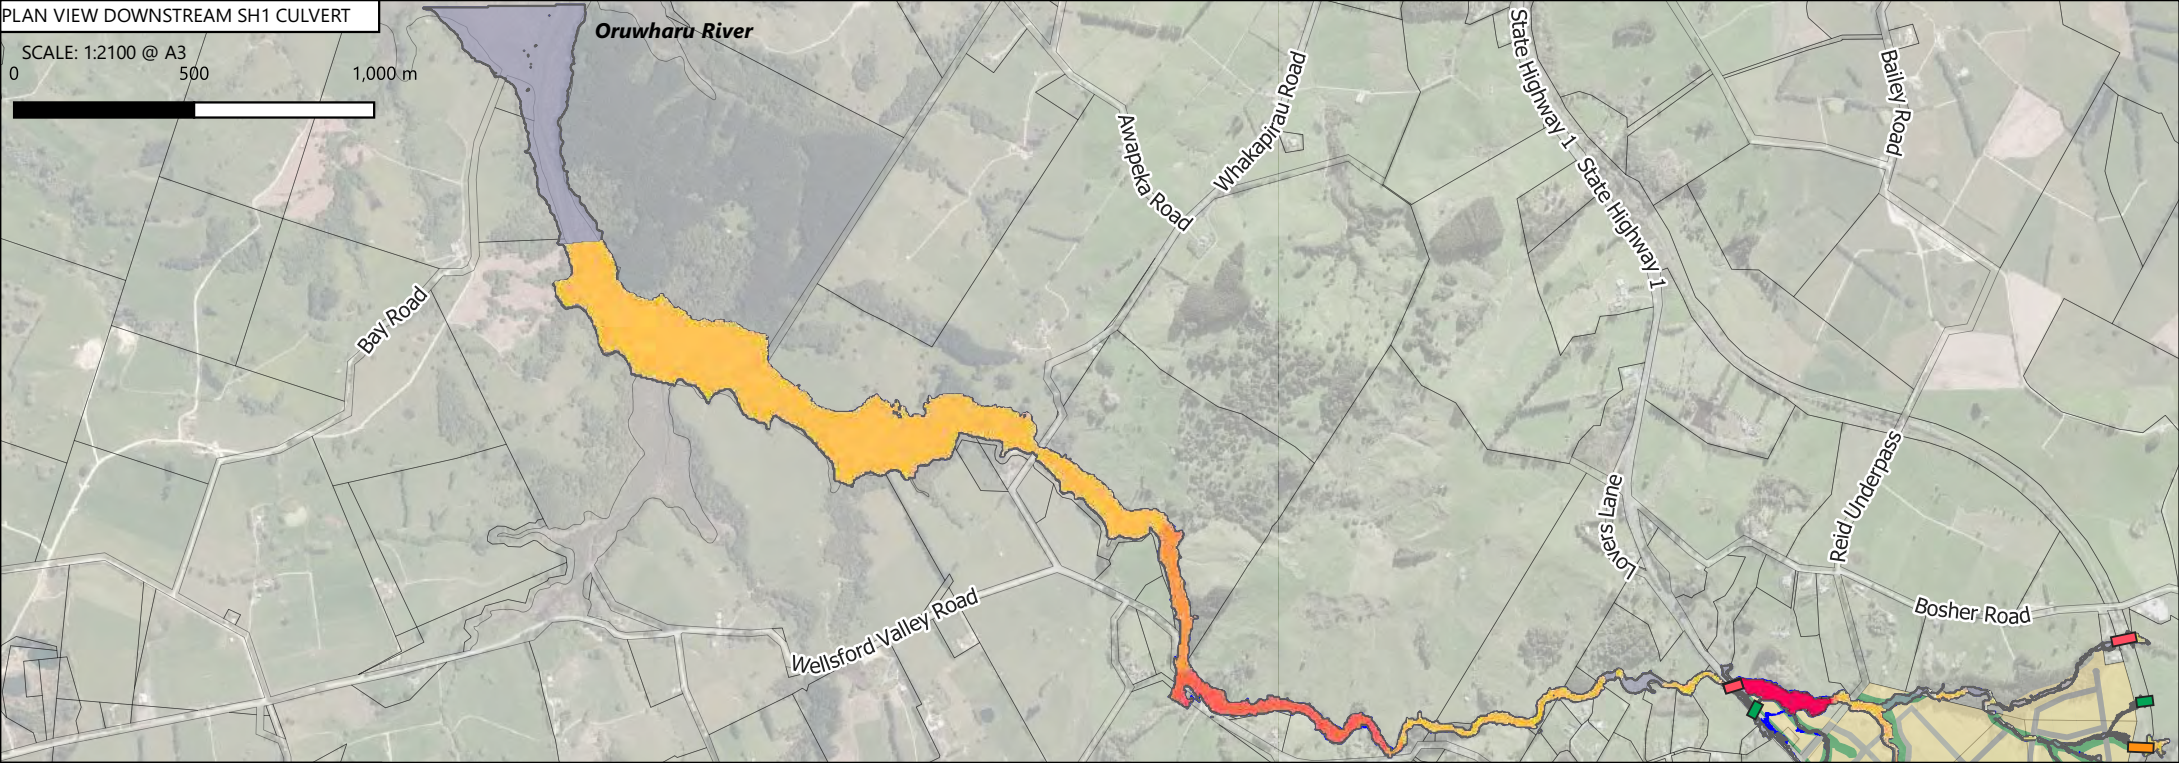 PLAN VIEW DOWNSTREAM SH1 CULVERT
SCALE: 1:2100 @ A3
0 500 1,000 m
Oruwharu River
State Highway 1
Bailey Road
Whakapirau Road
Awapeka Road
State Highway 1
Bay Road
Reid Underpass
Lovers Lane
Bosher Road
Wellsford Valley Road